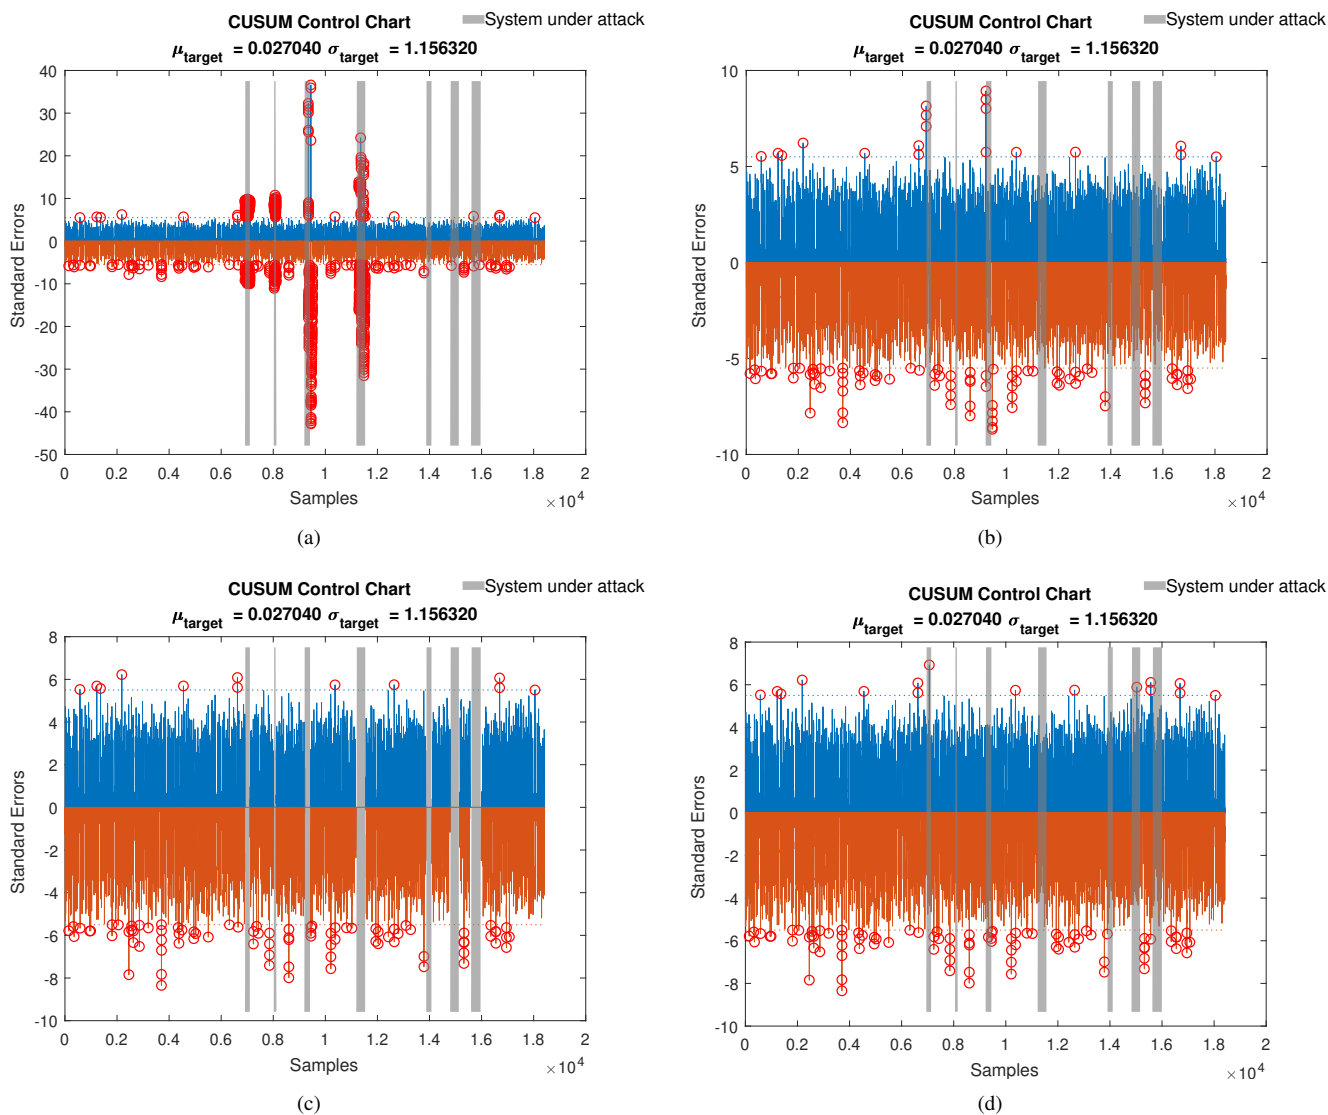 CUSUM Control Chart
System under attack
μtarget = 0.027040 σtarget = 1.156320
40
30
20
10
0
-10
-20
-30
-40
-50
Standard Errors
0 0.2 0.4 0.6 0.8 1 1.2 1.4 1.6 1.8 2
Samples
×10^4
(a)
CUSUM Control Chart
System under attack
μtarget = 0.027040 σtarget = 1.156320
10
5
0
-5
-10
Standard Errors
0 0.2 0.4 0.6 0.8 1 1.2 1.4 1.6 1.8 2
Samples
×10^4
(b)
CUSUM Control Chart
System under attack
μtarget = 0.027040 σtarget = 1.156320
8
6
4
2
0
-2
-4
-6
-8
-10
Standard Errors
0 0.2 0.4 0.6 0.8 1 1.2 1.4 1.6 1.8 2
Samples
×10^4
(c)
CUSUM Control Chart
System under attack
μtarget = 0.027040 σtarget = 1.156320
8
6
4
2
0
-2
-4
-6
-8
-10
Standard Errors
0 0.2 0.4 0.6 0.8 1 1.2 1.4 1.6 1.8 2
Samples
×10^4
(d)